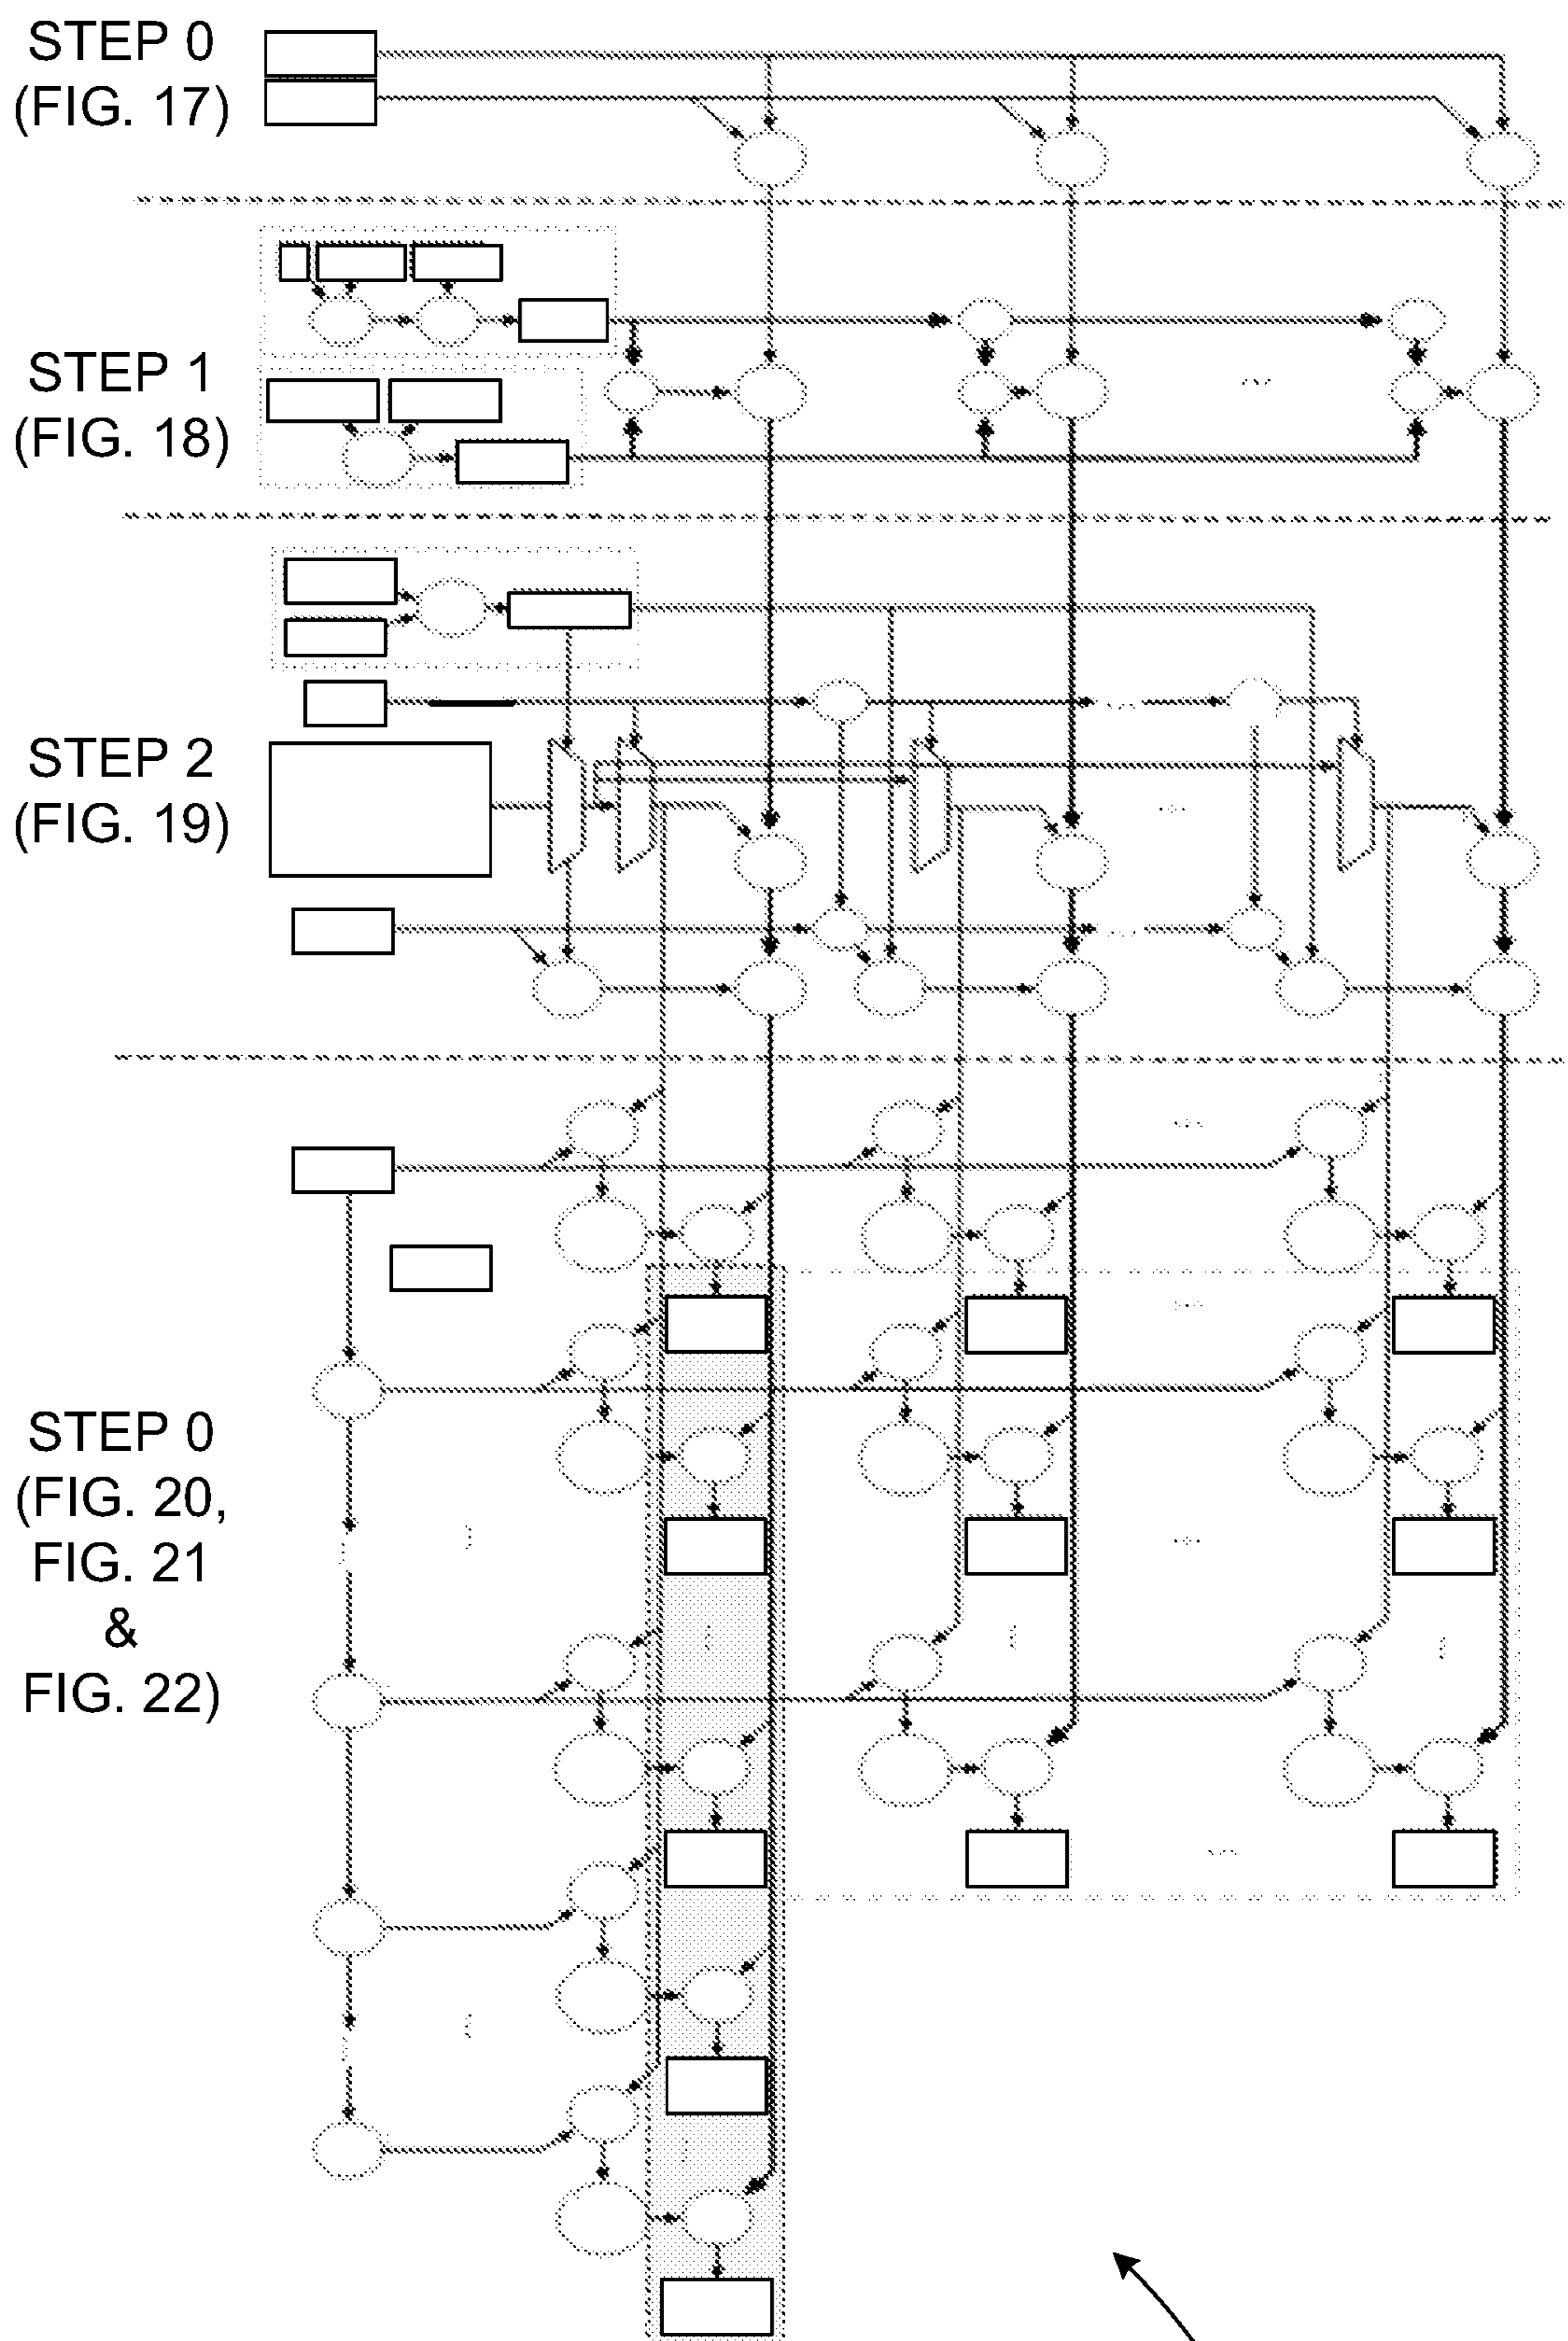 STEP 0
(FIG. 17)
STEP 1
(FIG. 18)
STEP 2
(FIG. 19)
STEP 0
(FIG. 20,
FIG. 21
&
FIG. 22)